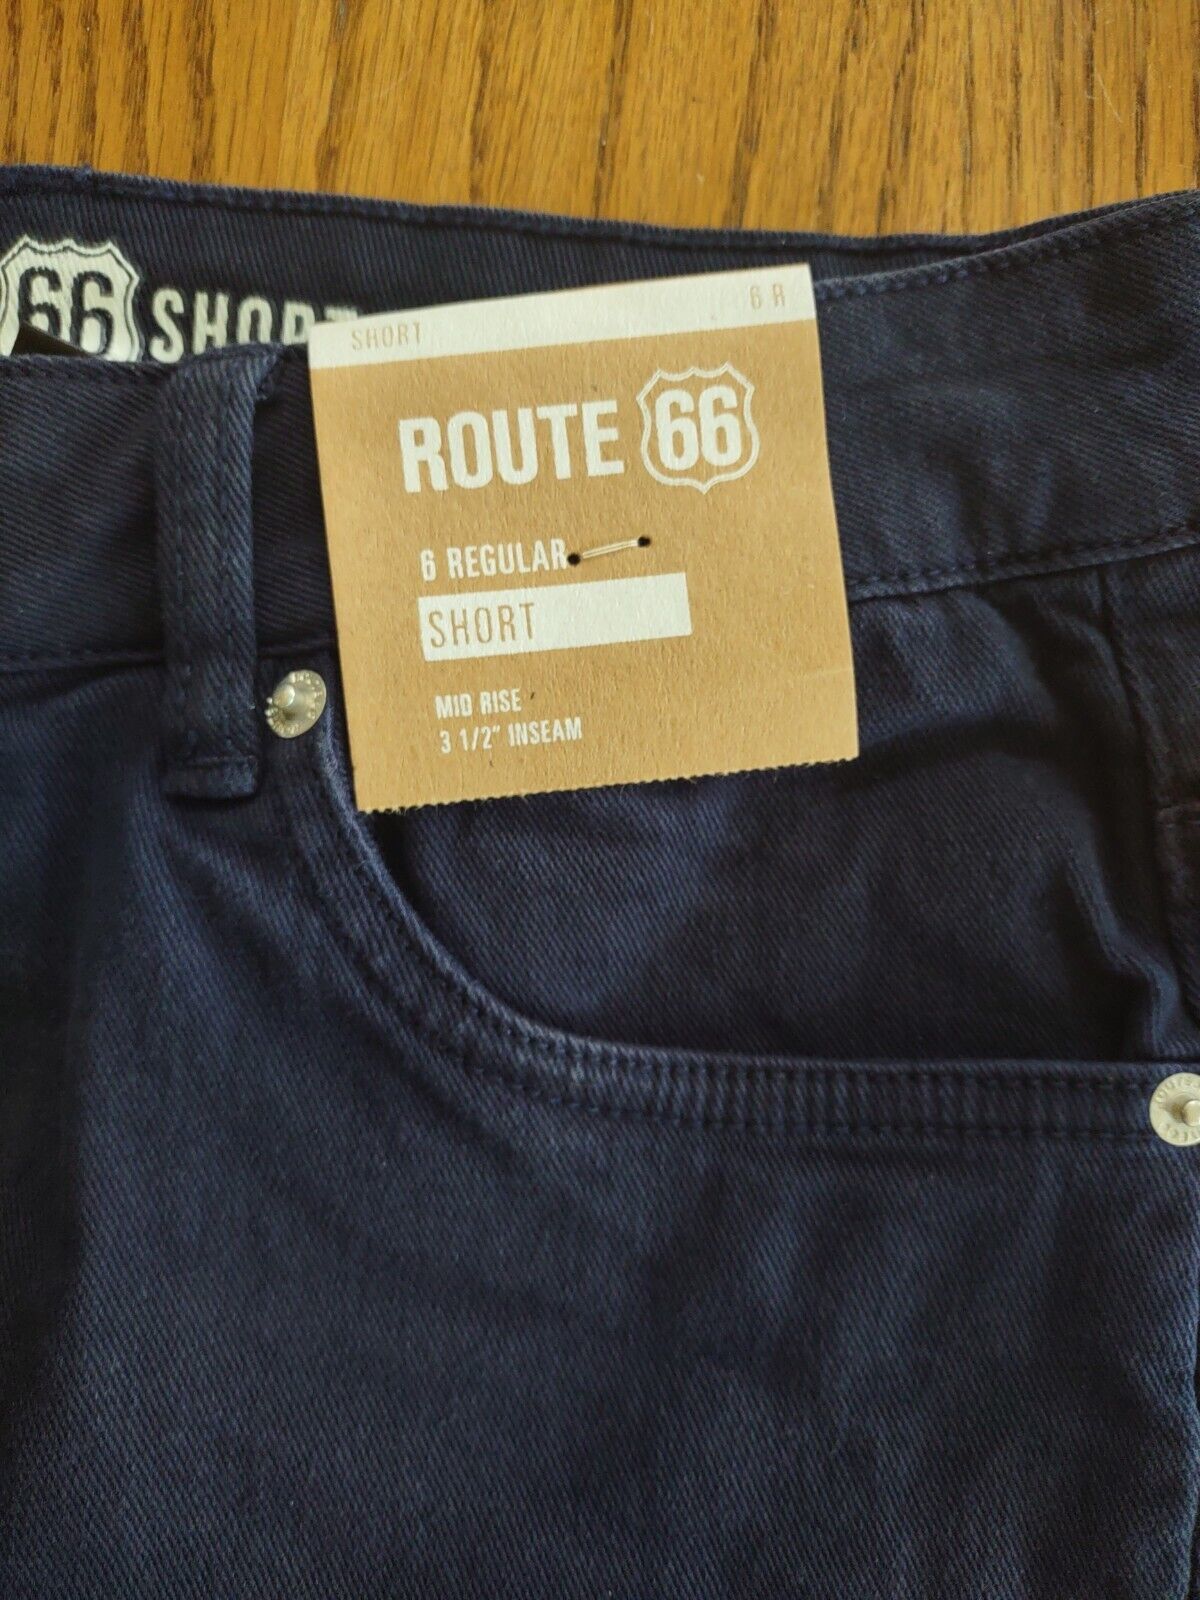 66 SHORT
SHORT 6 R
ROUTE 66
6 REGULAR
SHORT
MID RISE
3 1/2" INSEAM